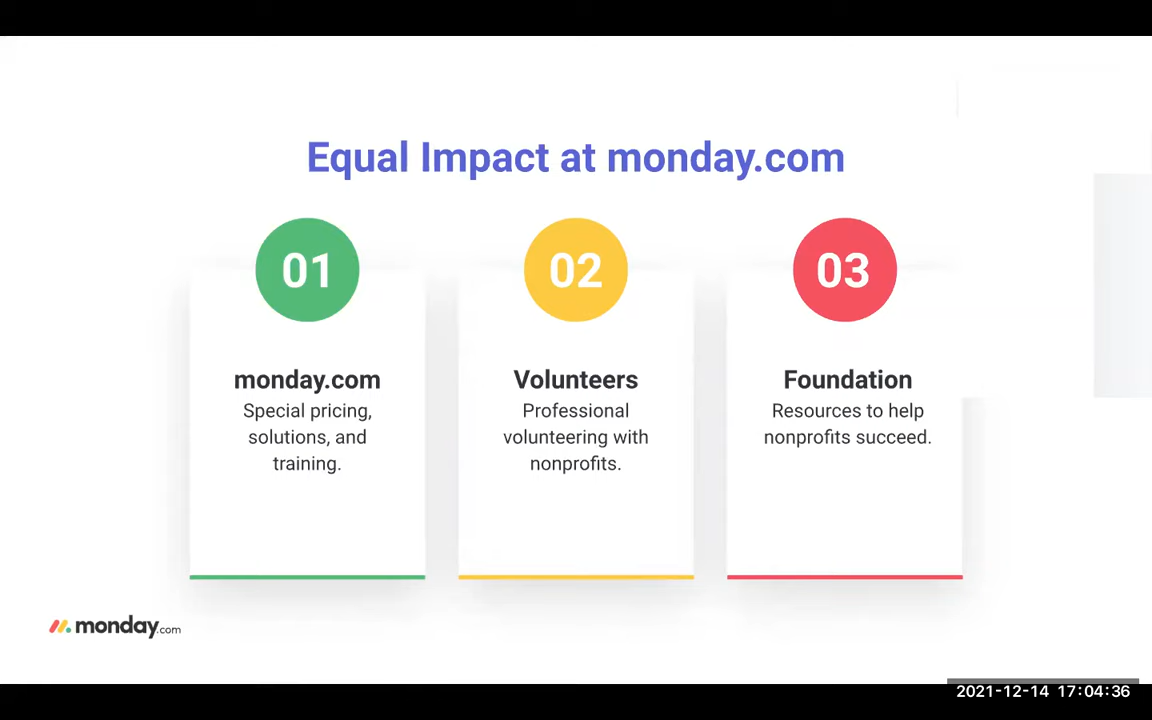 Equal Impact at monday.com
01
monday.com
Special pricing,
solutions, and
training.
02
Volunteers
Professional
volunteering with
nonprofits.
03
Foundation
Resources to help
nonprofits succeed.
monday.com
2021-12-14 17:04:36